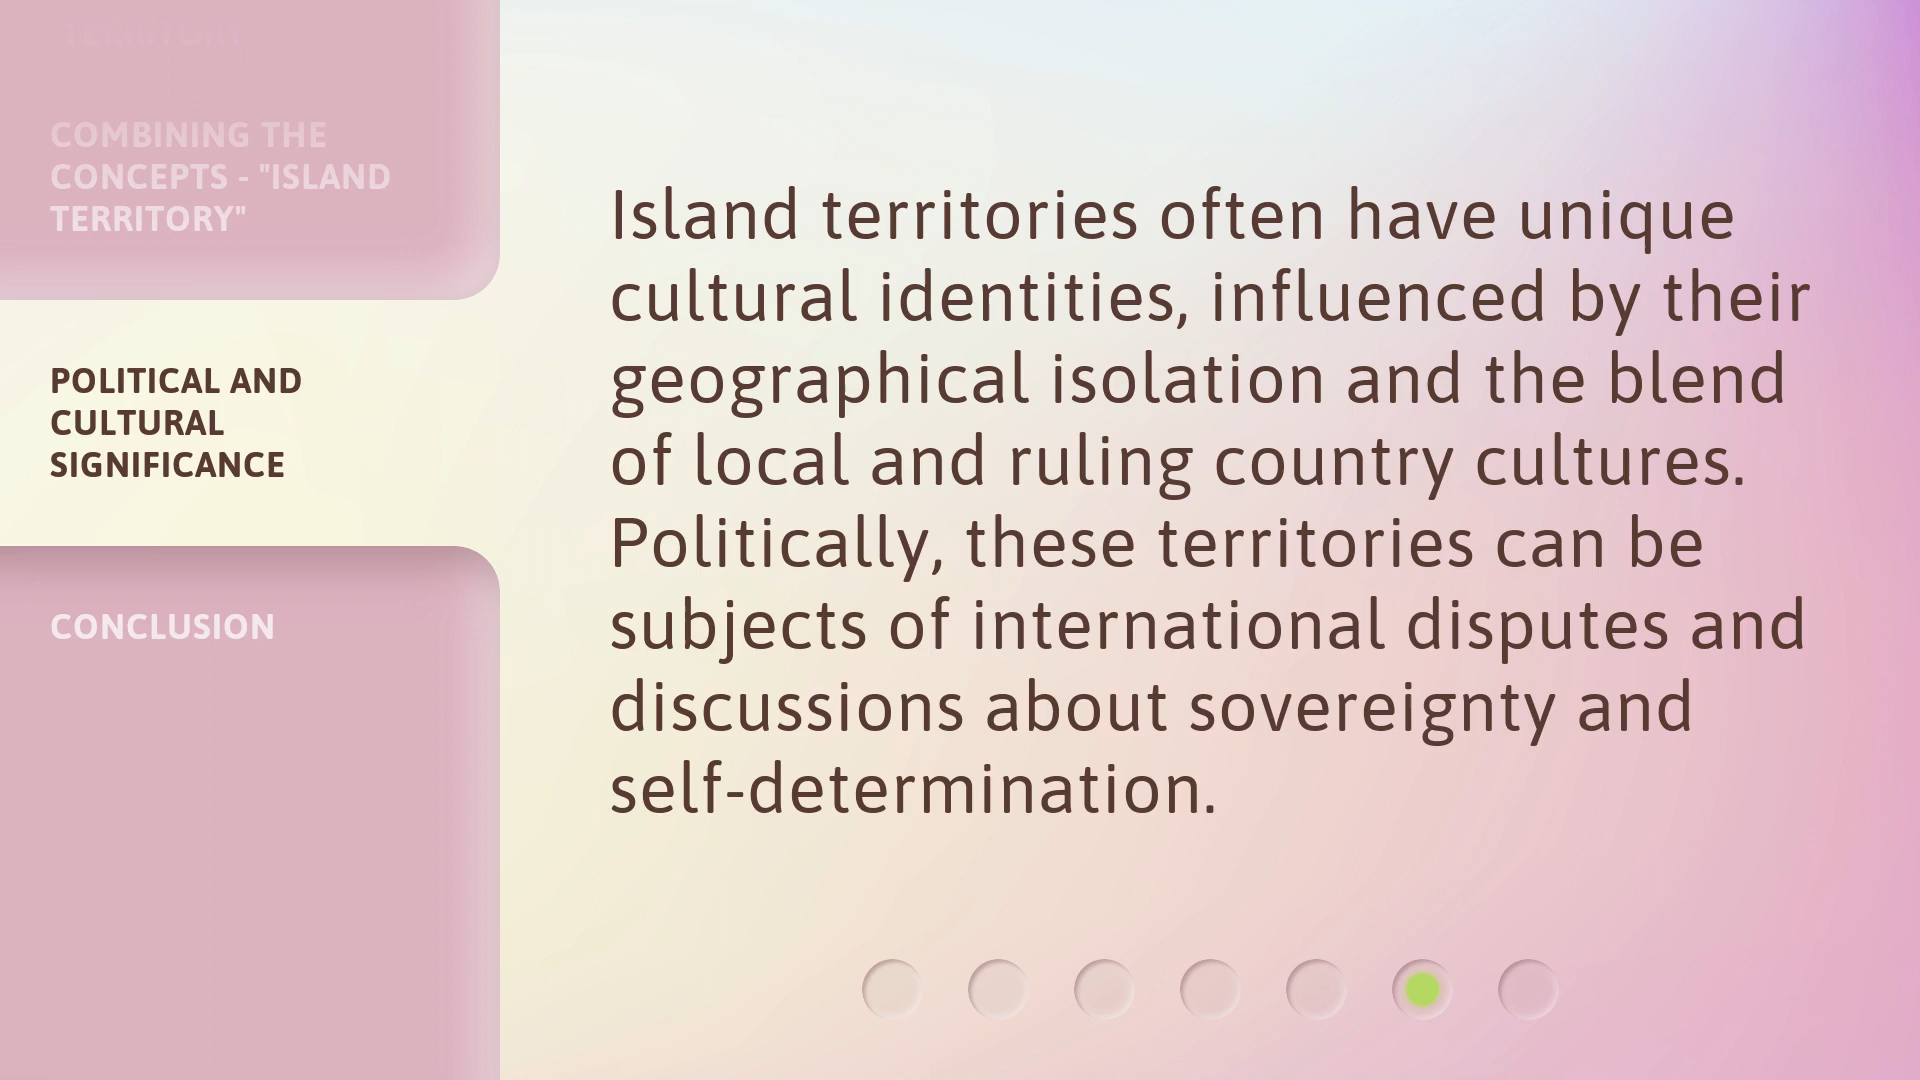 TERRITORY"
COMBINING THE
CONCEPTS - "ISLAND
TERRITORY"
POLITICAL AND
CULTURAL
SIGNIFICANCE
CONCLUSION
Island territories often have unique
cultural identities, influenced by their
geographical isolation and the blend
of local and ruling country cultures.
Politically, these territories can be
subjects of international disputes and
discussions about sovereignty and
self-determination.